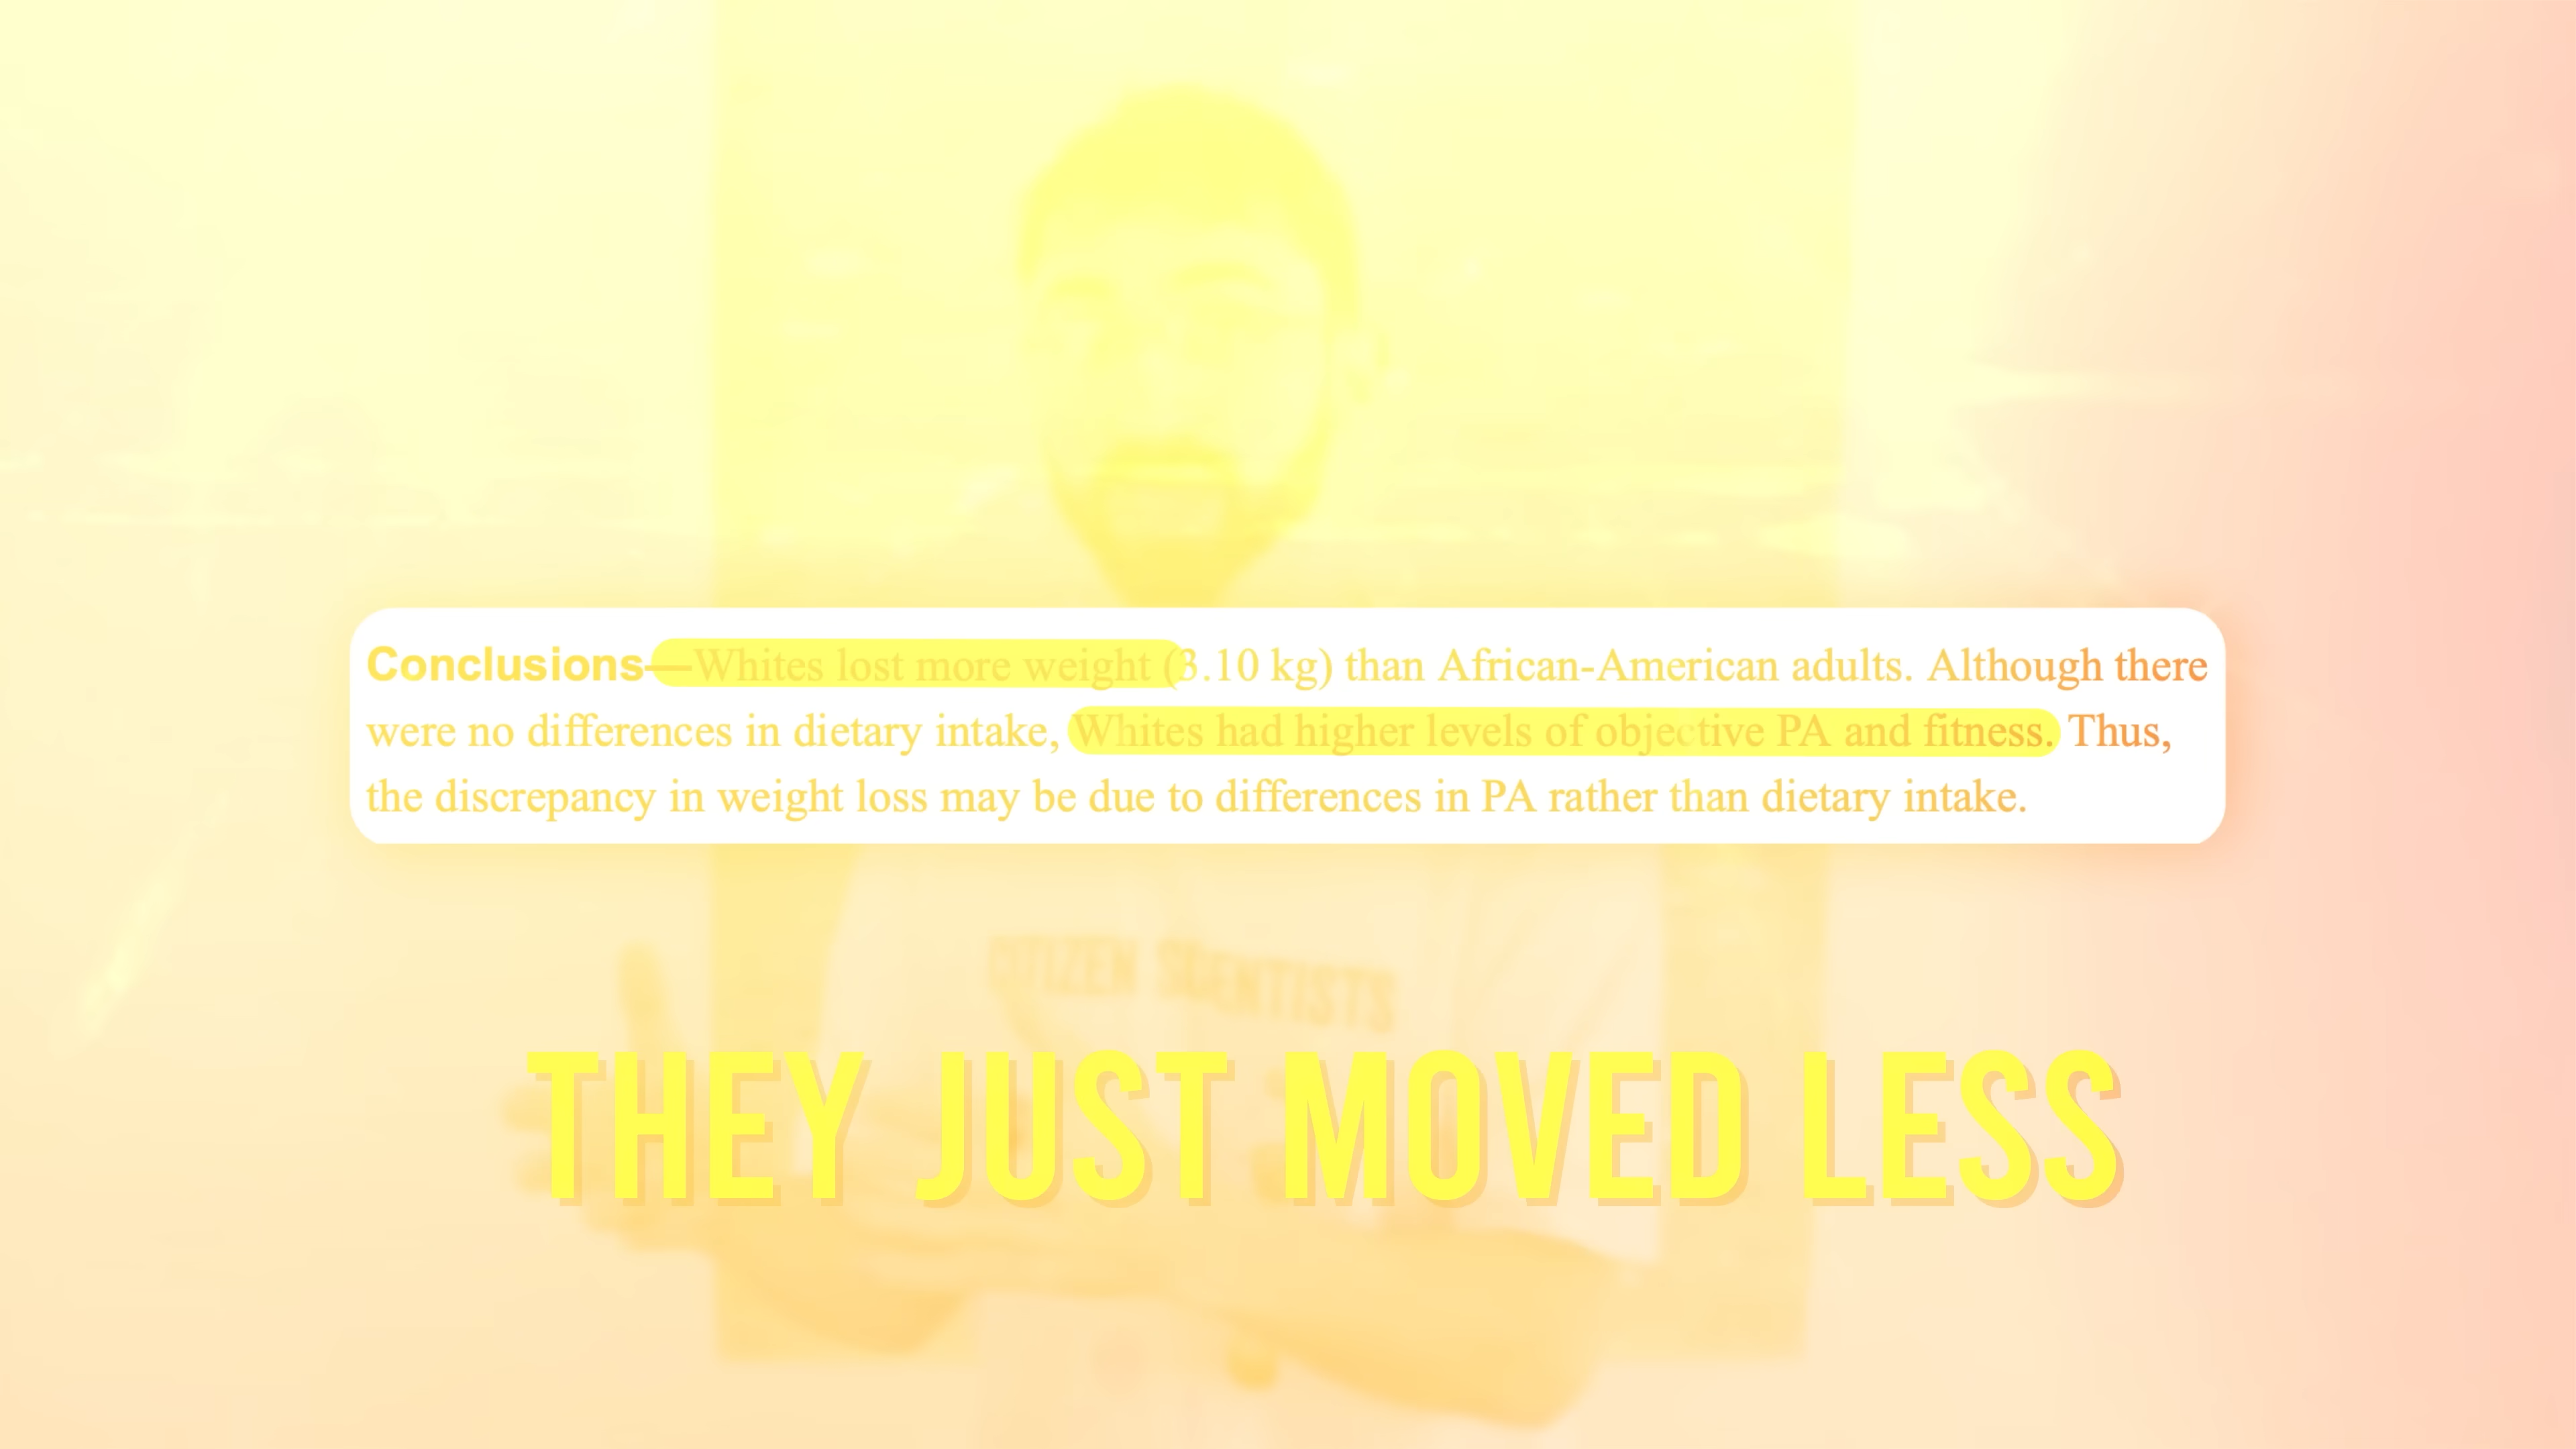 Conclusions—Whites lost more weight (3.10 kg) than African-American adults. Although there
were no differences in dietary intake, Whites had higher levels of objective PA and fitness. Thus,
the discrepancy in weight loss may be due to differences in PA rather than dietary intake.
CITIZEN SCIENTISTS
THEY JUST MOVED LESS